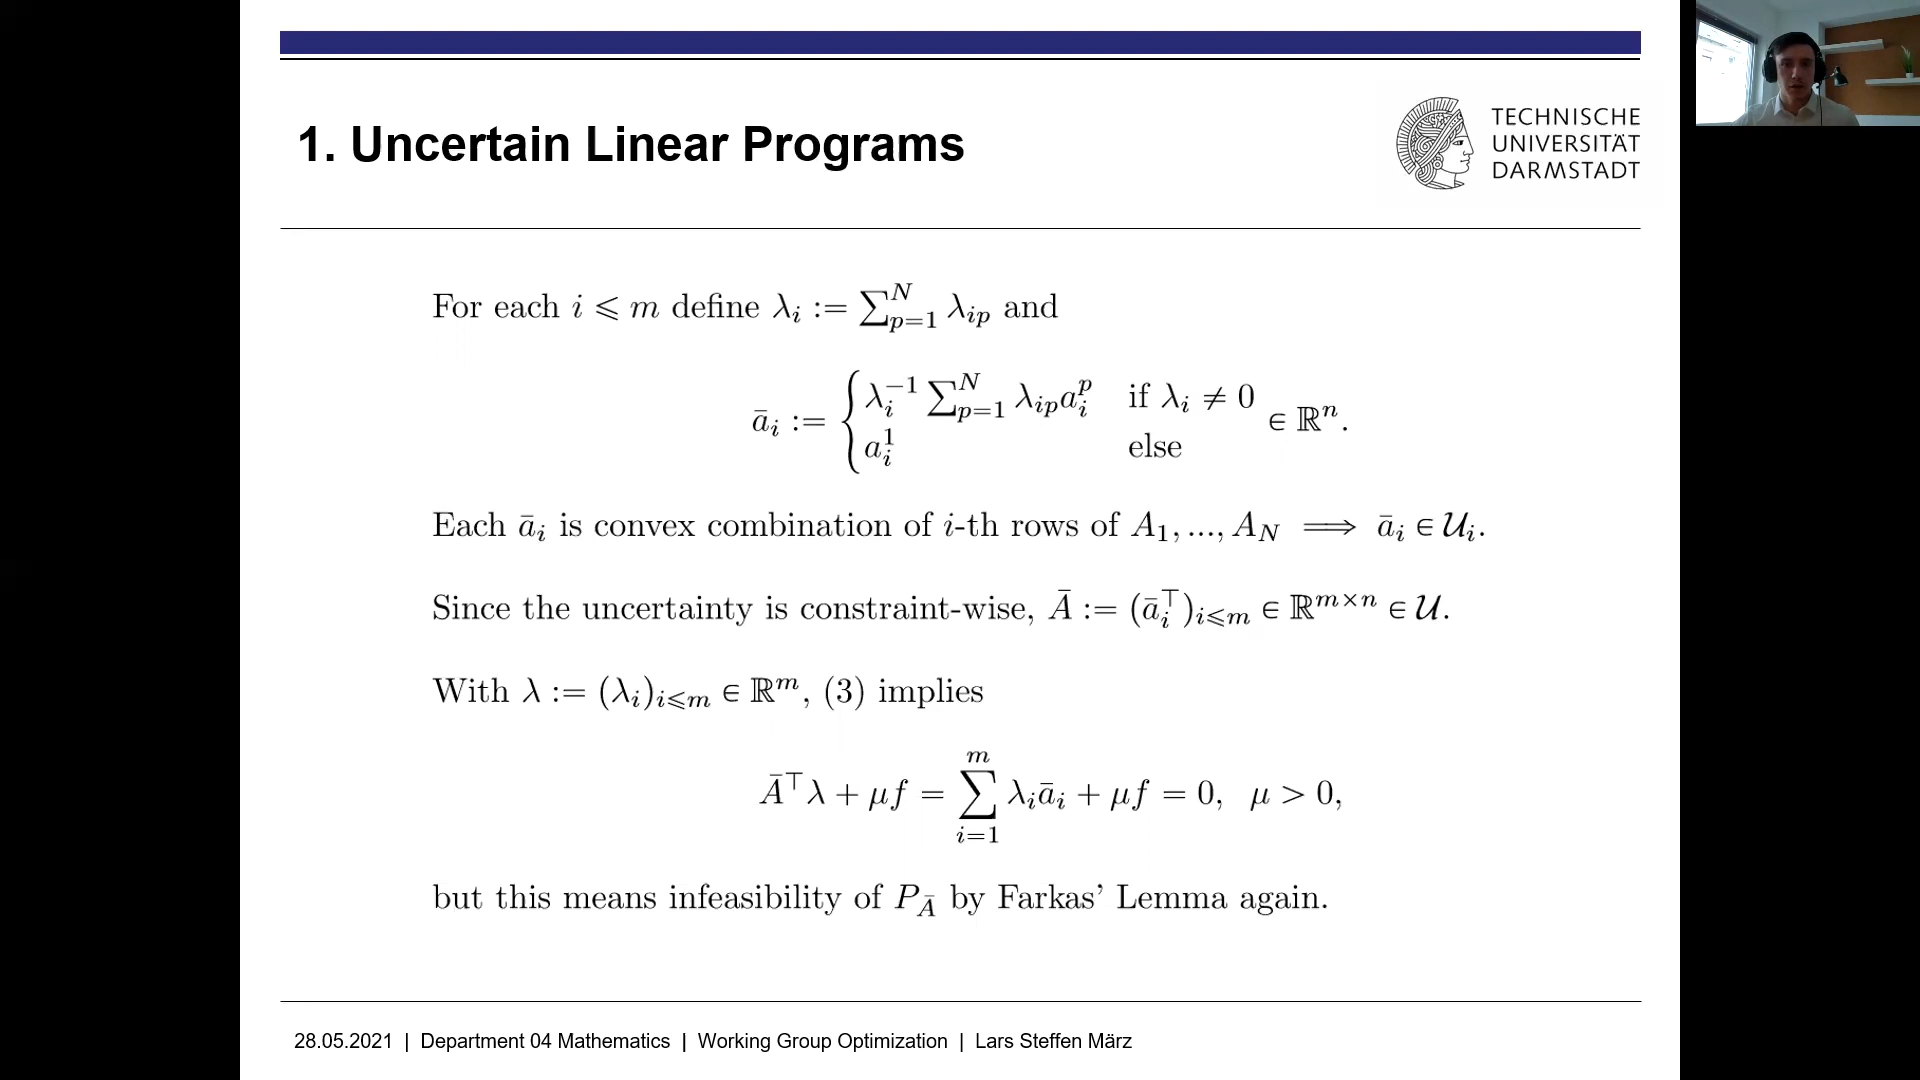 1. Uncertain Linear Programs
TECHNISCHE
UNIVERSITÄT
DARMSTADT
For each i ⩽ m define λ_i := ∑_{p=1}^{N} λ_{ip} and
ā_i := { λ_i^{-1} ∑_{p=1}^{N} λ_{ip} a_i^p if λ_i ≠ 0
a_i^1 else ∈ ℝ^n.
Each ā_i is convex combination of i-th rows of A_1, ..., A_N ⟹ ā_i ∈ 𝒰_i.
Since the uncertainty is constraint-wise, Ā := (ā_i^⊤)_{i⩽m} ∈ ℝ^{m×n} ∈ 𝒰.
With λ := (λ_i)_{i⩽m} ∈ ℝ^m, (3) implies
Ā^⊤ λ + μf = ∑_{i=1}^{m} λ_i ā_i + μf = 0, μ > 0,
but this means infeasibility of P_Ā by Farkas’ Lemma again.
28.05.2021 | Department 04 Mathematics | Working Group Optimization | Lars Steffen März